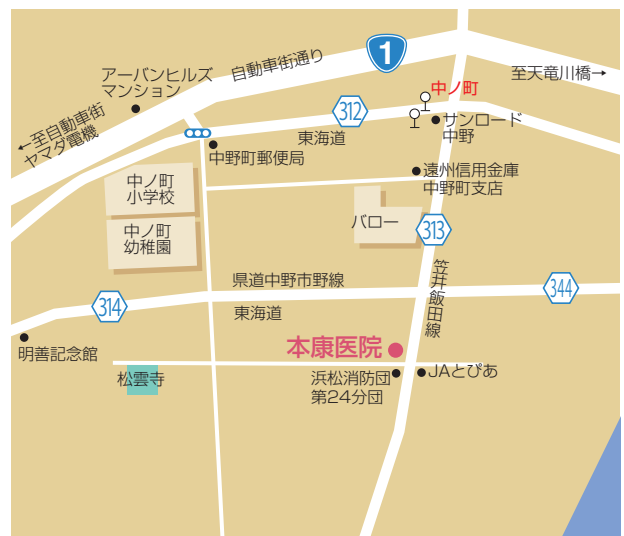 自動車街通り
1
至天竜川橋→
アーバンヒルズ
マンション
中ノ町
←至自動車街
ヤマダ電機
312
東海道
サンロード
中野
中野町郵便局
遠州信用金庫
中野町支店
中ノ町
小学校
バロー
313
中ノ町
幼稚園
笠井飯田線
県道中野市野線
344
314
東海道
本康医院
明善記念館
松雲寺
浜松消防団
第24分団
JAとぴあ